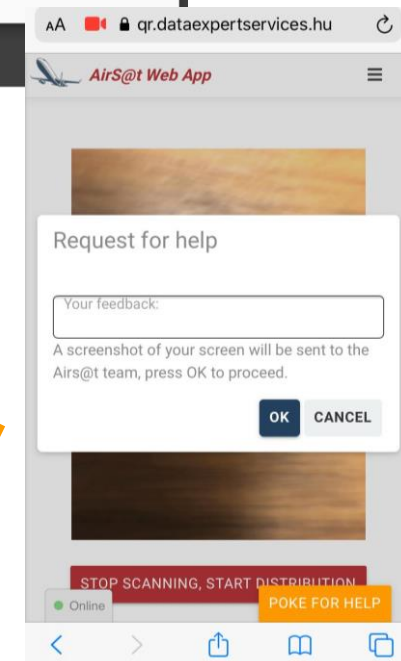 AA qr.dataexpertservices.hu
AirS@t Web App
Request for help
Your feedback:
A screenshot of your screen will be sent to the
Airs@t team, press OK to proceed.
OK CANCEL
STOP SCANNING, START DISTRIBUTION
Online
POKE FOR HELP